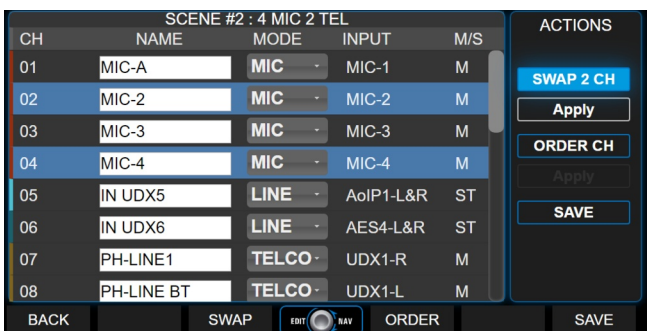 SCENE #2 : 4 MIC 2 TEL
CH NAME MODE INPUT M/S
01 MIC-A MIC MIC-1 M
02 MIC-2 MIC MIC-2 M
03 MIC-3 MIC MIC-3 M
04 MIC-4 MIC MIC-4 M
05 IN UDX5 LINE AoIP1-L&R ST
06 IN UDX6 LINE AES4-L&R ST
07 PH-LINE1 TELCO UDX1-R M
08 PH-LINE BT TELCO UDX1-L M
ACTIONS
SWAP 2 CH
Apply
ORDER CH
Apply
SAVE
BACK SWAP EDIT NAV ORDER SAVE